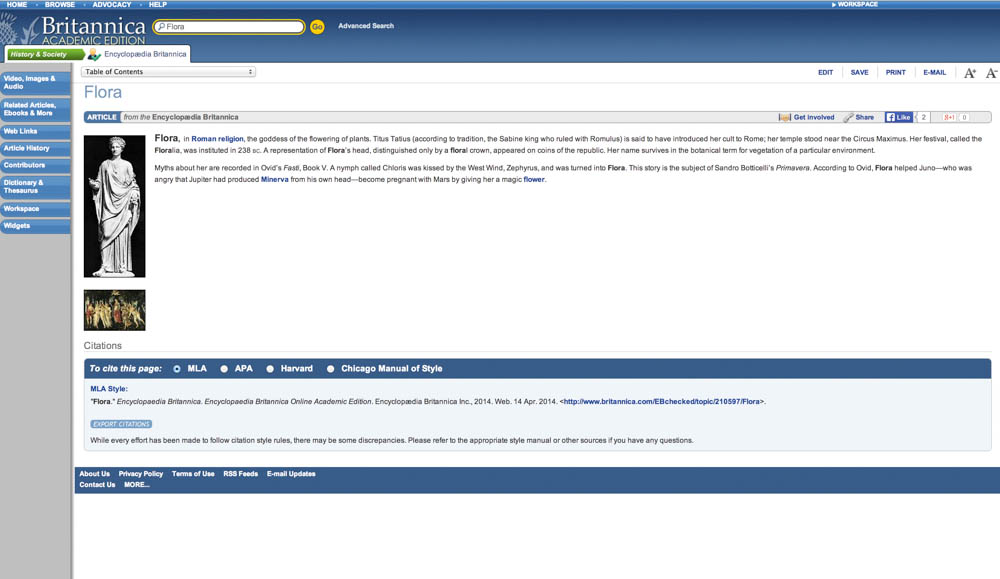 HOME • BROWSE • ADVOCACY • HELP
▶ WORKSPACE
Britannica
ACADEMIC EDITION
Flora
Go
Advanced Search
History & Society
Encyclopædia Britannica
Table of Contents
EDIT SAVE PRINT E-MAIL A+ A-
Video, Images &
Audio
Related Articles,
Ebooks & More
Web Links
Article History
Contributors
Dictionary &
Thesaurus
Workspace
Widgets
Flora
ARTICLE from the Encyclopædia Britannica
Get involved Share Like 2 +1 0
Flora, in Roman religion, the goddess of the flowering of plants. Titus Tatius (according to tradition, the Sabine king who ruled with Romulus) is said to have introduced her cult to Rome; her temple stood near the Circus Maximus. Her festival, called the
Floralia, was instituted in 238 BC. A representation of Flora's head, distinguished only by a floral crown, appeared on coins of the republic. Her name survives in the botanical term for vegetation of a particular environment.
Myths about her are recorded in Ovid's Fasti, Book V. A nymph called Chloris was kissed by the West Wind, Zephyrus, and was turned into Flora. This story is the subject of Sandro Botticelli's Primavera. According to Ovid, Flora helped Juno—who was
angry that Jupiter had produced Minerva from his own head—become pregnant with Mars by giving her a magic flower.
Citations
To cite this page: MLA APA Harvard Chicago Manual of Style
MLA Style:
"Flora." Encyclopaedia Britannica. Encyclopaedia Britannica Online Academic Edition. Encyclopædia Britannica Inc., 2014. Web. 14 Apr. 2014. <http://www.britannica.com/EBchecked/topic/210597/Flora>.
EXPORT CITATIONS
While every effort has been made to follow citation style rules, there may be some discrepancies. Please refer to the appropriate style manual or other sources if you have any questions.
About Us Privacy Policy Terms of Use RSS Feeds E-mail Updates
Contact Us MORE...